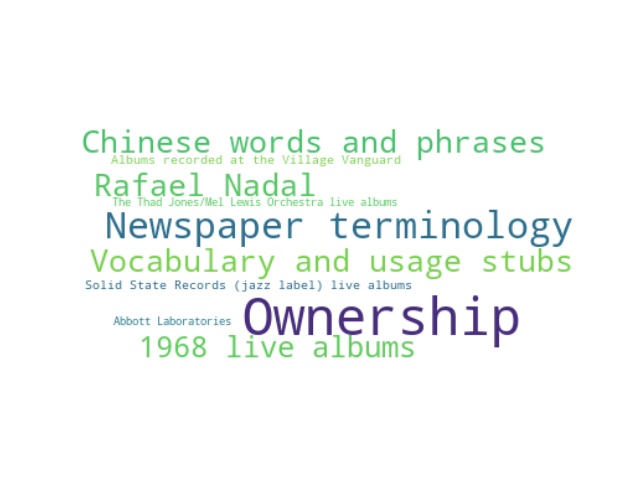 Chinese words and phrases
Albums recorded at the Village Vanguard
Rafael Nadal
The Thad Jones/Mel Lewis Orchestra live albums
Newspaper terminology
Vocabulary and usage stubs
Solid State Records (jazz label) live albums
Abbott Laboratories
Ownership
1968 live albums